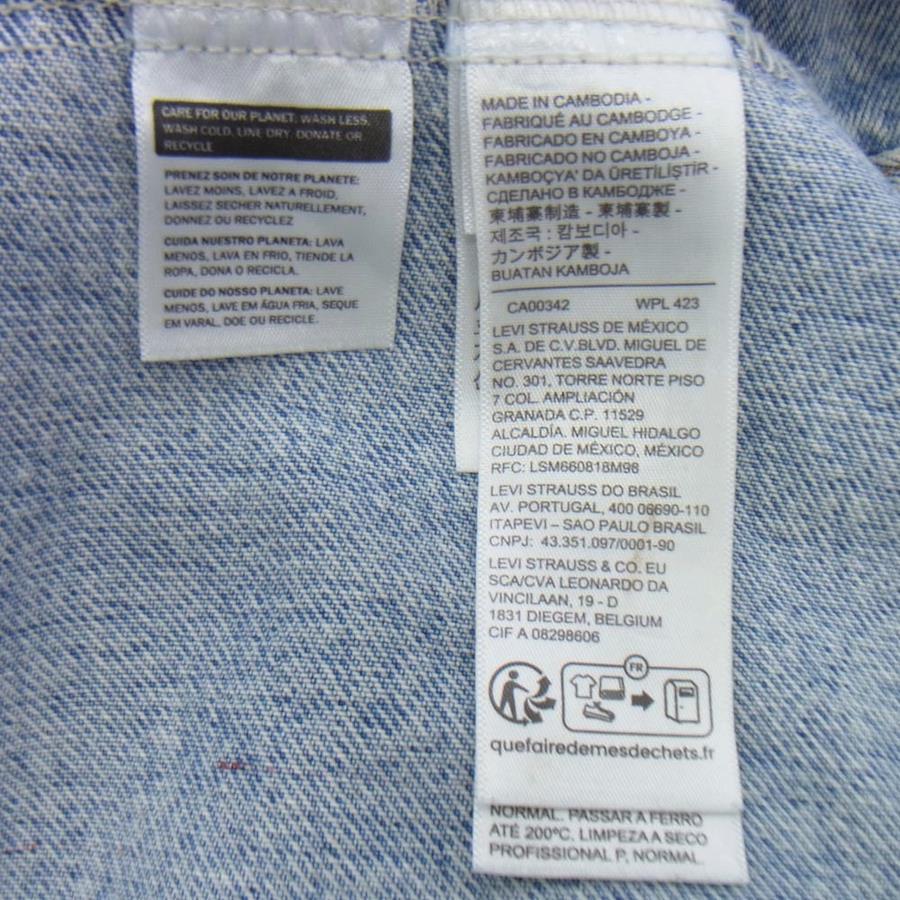 CARE FOR OUR PLANET: WASH LESS,
WASH COLD, LINE DRY, DONATE OR
RECYCLE
PRENEZ SOIN DE NOTRE PLANETE:
LAVEZ MOINS, LAVEZ A FROID,
LAISSEZ SECHER NATURELLEMENT,
DONNEZ OU RECYCLEZ
CUIDA NUESTRO PLANETA: LAVA
MENOS, LAVA EN FRIO, TIENDE LA
ROPA, DONA O RECICLA.
CUIDE DO NOSSO PLANETA: LAVE
MENOS, LAVE EM ÁGUA FRIA, SEQUE
EM VARAL, DOE OU RECICLE.
MADE IN CAMBODIA -
FABRIQUÉ AU CAMBODGE -
FABRICADO EN CAMBOYA -
FABRICADO NO CAMBOJA -
KAMBOÇYA' DA ÜRETİLİŞTİR -
СДЕЛАНО В КАМБОДЖЕ -
柬埔寨制造 - 柬埔寨製 -
제조국 : 캄보디아 -
カンボジア製 -
BUATAN KAMBOJA
CA00342 WPL 423
LEVI STRAUSS DE MÉXICO
S.A. DE C.V.BLVD. MIGUEL DE
CERVANTES SAAVEDRA
NO. 301, TORRE NORTE PISO
7 COL. AMPLIACIÓN
GRANADA C.P. 11529
ALCALDÍA. MIGUEL HIDALGO
CIUDAD DE MÉXICO, MÉXICO
RFC: LSM660818M98
LEVI STRAUSS DO BRASIL
AV. PORTUGAL, 400 06690-110
ITAPEVI – SAO PAULO BRASIL
CNPJ: 43.351.097/0001-90
LEVI STRAUSS & CO. EU
SCA/CVA LEONARDO DA
VINCILAAN, 19 - D
1831 DIEGEM, BELGIUM
CIF A 08298606
FR
quefairedemesdechets.fr
NORMAL. PASSAR A FERRO
ATÉ 200ºC, LIMPEZA A SECO
PROFISSIONAL P, NORMAL.